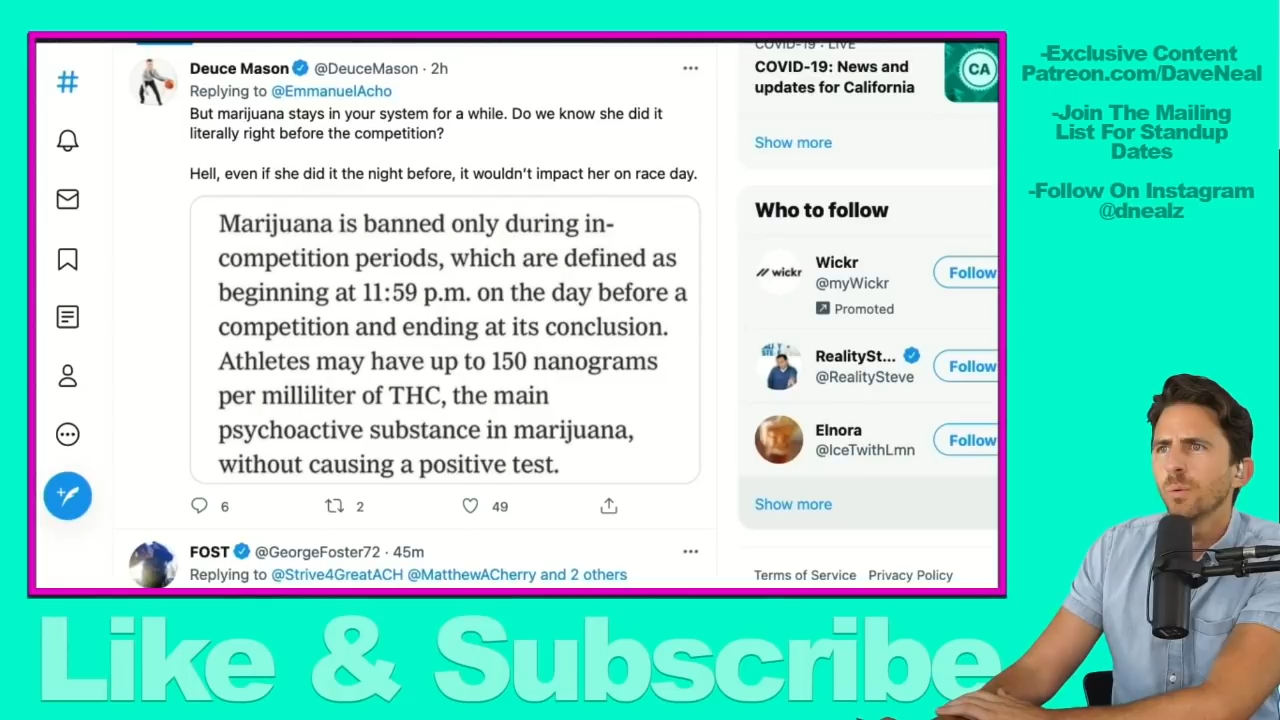 Deuce Mason @DeuceMason · 2h
Replying to @EmmanuelAcho
But marijuana stays in your system for a while. Do we know she did it
literally right before the competition?
Hell, even if she did it the night before, it wouldn't impact her on race day.
Marijuana is banned only during in-
competition periods, which are defined as
beginning at 11:59 p.m. on the day before a
competition and ending at its conclusion.
Athletes may have up to 150 nanograms
per milliliter of THC, the main
psychoactive substance in marijuana,
without causing a positive test.
6 2 49
FOST @GeorgeFoster72 · 45m
Replying to @Strive4GreatACH @MatthewACherry and 2 others
COVID-19 · LIVE
COVID-19: News and
updates for California
CA
Show more
Who to follow
wickr
Wickr
@myWickr
Promoted
Follow
RealitySt...
@RealitySteve
Follow
Elnora
@IceTwithLmn
Follow
Show more
Terms of Service Privacy Policy
-Exclusive Content
Patreon.com/DaveNeal
-Join The Mailing
List For Standup
Dates
-Follow On Instagram
@dnealz
Like & Subscribe